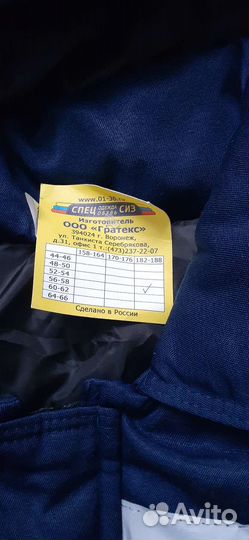 www.01-36.ru
СПЕЦ ОДЕЖДА ОБУВЬ СИЗ
Изготовитель
ООО «Гратекс»
394024 г. Воронеж,
ул. Танкиста Серебрякова,
д.31, офис 1 т.:(473)237-22-07
158-164 170-176 182-188
44-46
48-50
52-54
56-58 ✓
60-62
64-66
Сделано в России
Avito